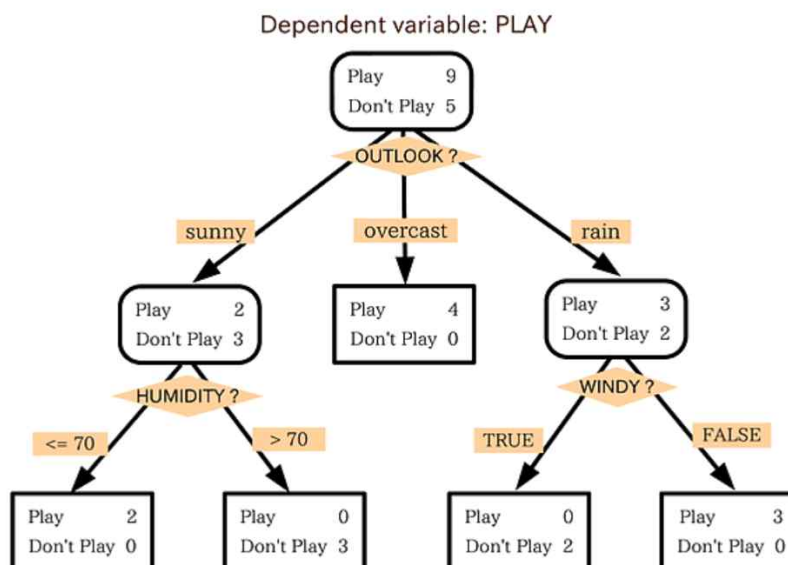 Dependent variable: PLAY
Play 9
Don't Play 5
OUTLOOK ?
sunny
overcast
rain
Play 2
Don't Play 3
Play 4
Don't Play 0
Play 3
Don't Play 2
HUMIDITY ?
WINDY ?
<= 70
> 70
TRUE
FALSE
Play 2
Don't Play 0
Play 0
Don't Play 3
Play 0
Don't Play 2
Play 3
Don't Play 0